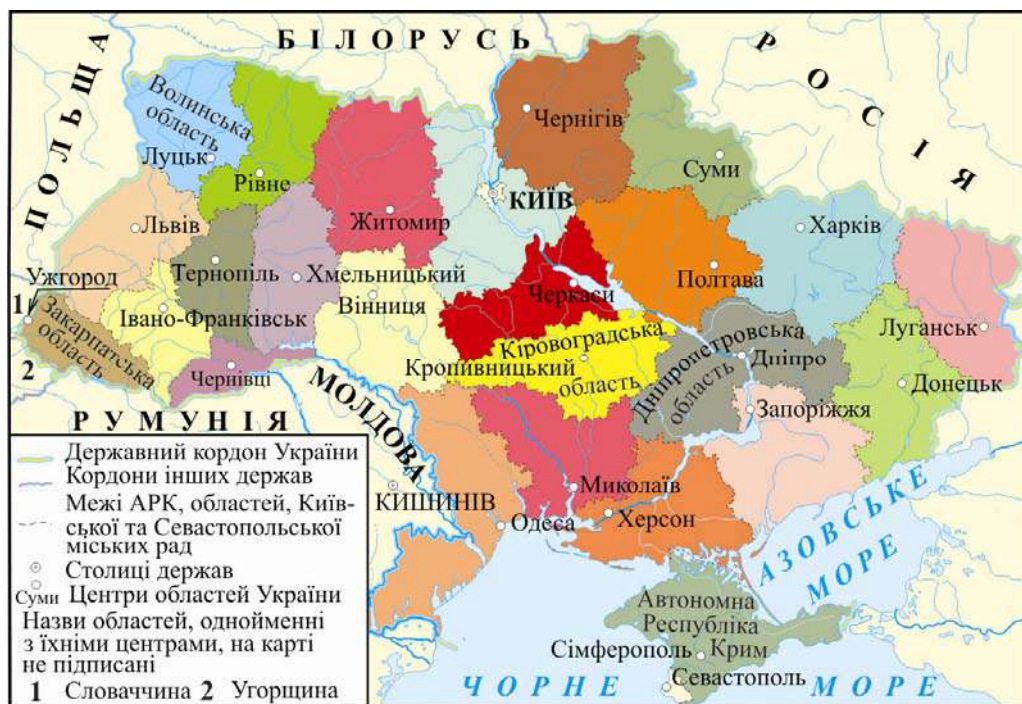 ПОЛЬЩА
БІЛОРУСЬ
РОСІЯ
Волинська
область
Луцьк
Рівне
Житомир
КИЇВ
Чернігів
Суми
Львів
Тернопіль
Хмельницький
Вінниця
Черкаси
Полтава
Харків
Луганськ
Ужгород
1
Закарпатська
область
2
Івано-Франківськ
Чернівці
Кіровоградська
Кропивницький
область
Дніпропетровська
область
Дніпро
Донецьк
Запоріжжя
РУМУНІЯ
МОЛДОВА
КИШИНІВ
Одеса
Миколаїв
Херсон
АЗОВСЬКЕ
МОРЕ
Автономна
Республіка
Крим
Сімферополь
Севастополь
ЧОРНЕ МОРЕ
Державний кордон України
Кордони інших держав
Межі АРК, областей, Київ-
ської та Севастопольської
міських рад
Столиці держав
Суми Центри областей України
Назви областей, однойменні
з їхніми центрами, на карті
не підписані
1 Словаччина 2 Угорщина